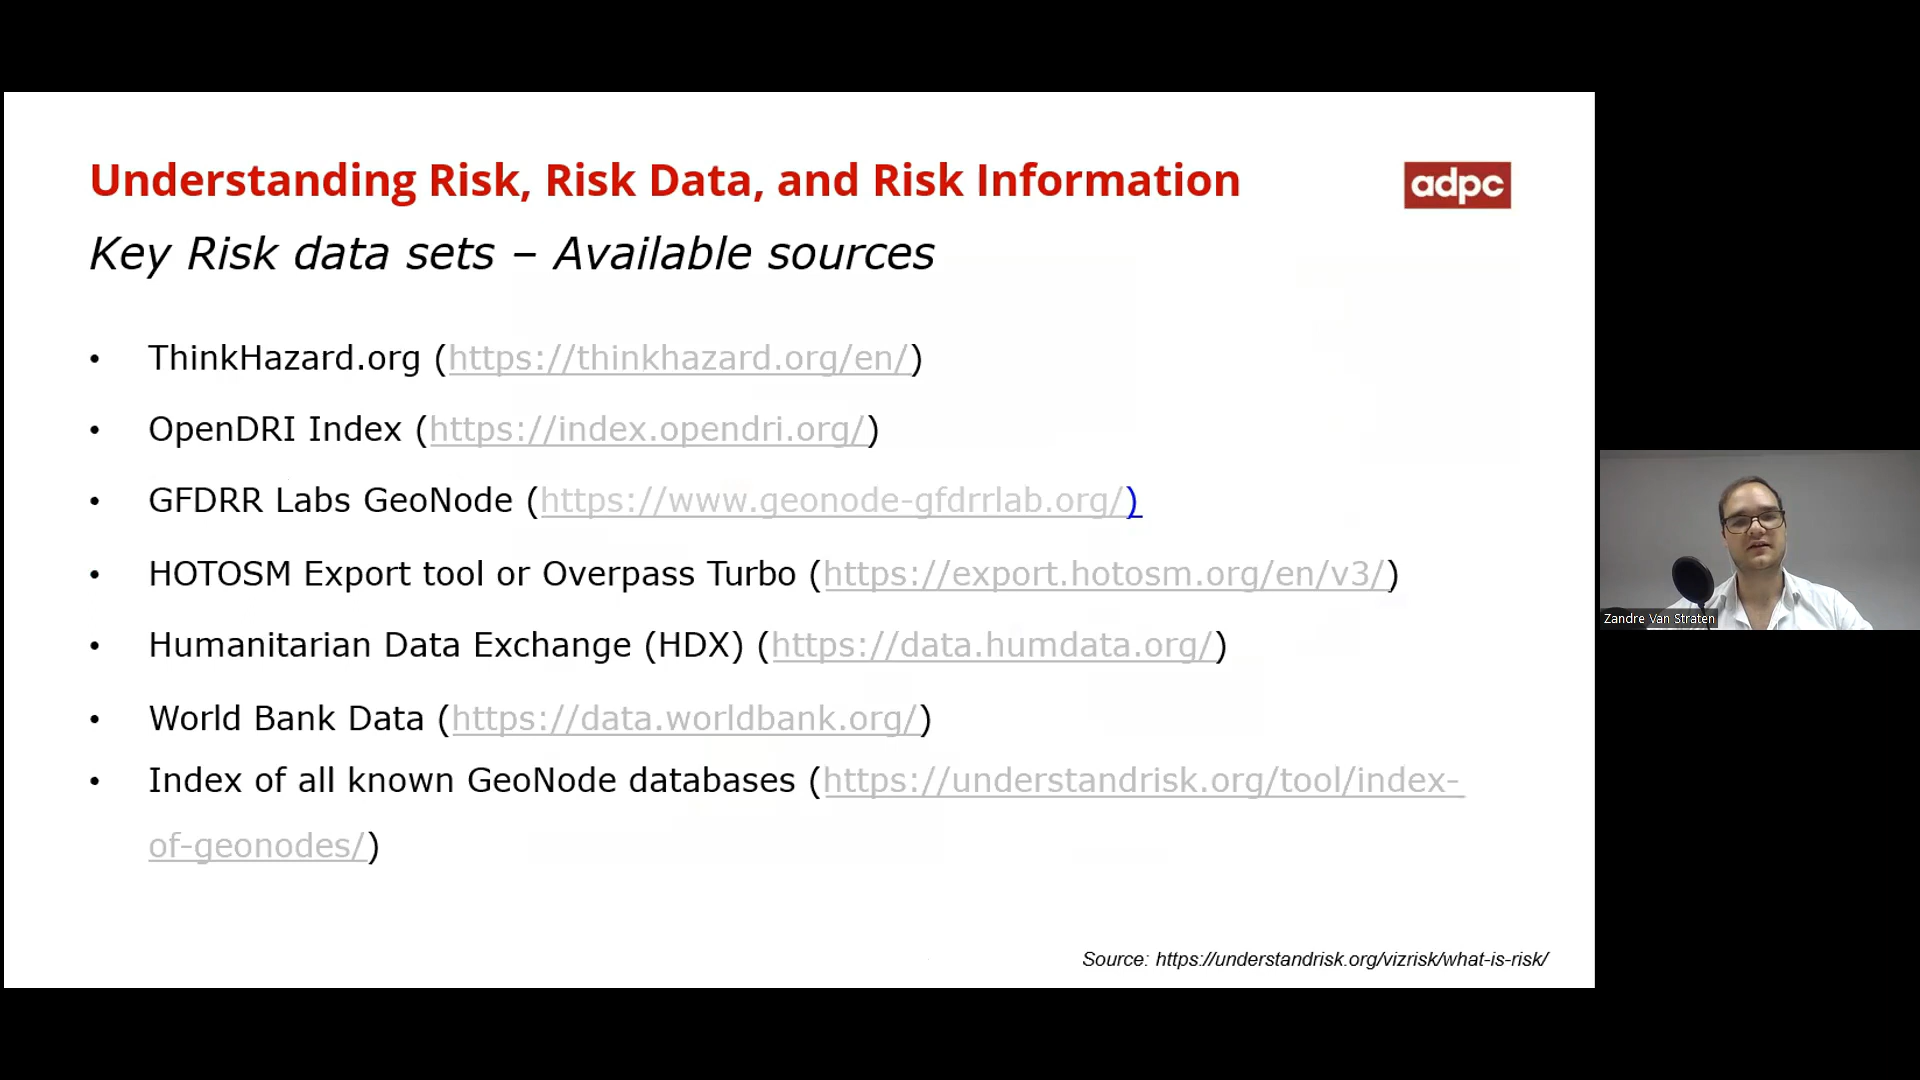 Understanding Risk, Risk Data, and Risk Information
adpc
Key Risk data sets – Available sources
• ThinkHazard.org (https://thinkhazard.org/en/)
• OpenDRI Index (https://index.opendri.org/)
• GFDRR Labs GeoNode (https://www.geonode-gfdrrlab.org/)
• HOTOSM Export tool or Overpass Turbo (https://export.hotosm.org/en/v3/)
• Humanitarian Data Exchange (HDX) (https://data.humdata.org/)
• World Bank Data (https://data.worldbank.org/)
• Index of all known GeoNode databases (https://understandrisk.org/tool/index-
of-geonodes/)
Source: https://understandrisk.org/vizrisk/what-is-risk/
Zandre Van Straten